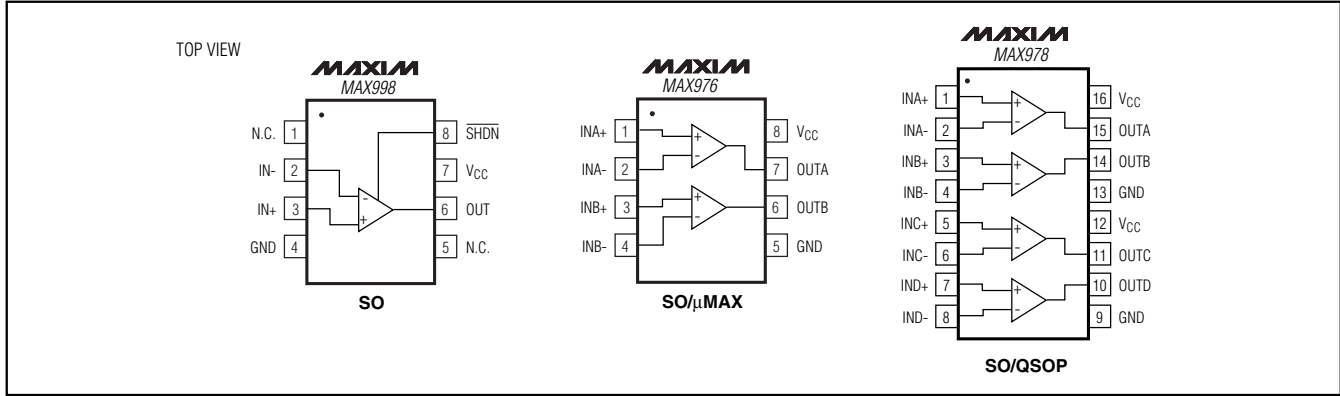 TOP VIEW
MAXIM
MAX998
N.C. 1
IN- 2
IN+ 3
GND 4
8 SHDN
7 VCC
6 OUT
5 N.C.
-
+
SO
MAXIM
MAX976
INA+ 1
INA- 2
INB+ 3
INB- 4
8 VCC
7 OUTA
6 OUTB
5 GND
+
-
+
-
SO/µMAX
MAXIM
MAX978
INA+ 1
INA- 2
INB+ 3
INB- 4
INC+ 5
INC- 6
IND+ 7
IND- 8
16 VCC
15 OUTA
14 OUTB
13 GND
12 VCC
11 OUTC
10 OUTD
9 GND
+
-
+
-
+
-
+
-
SO/QSOP